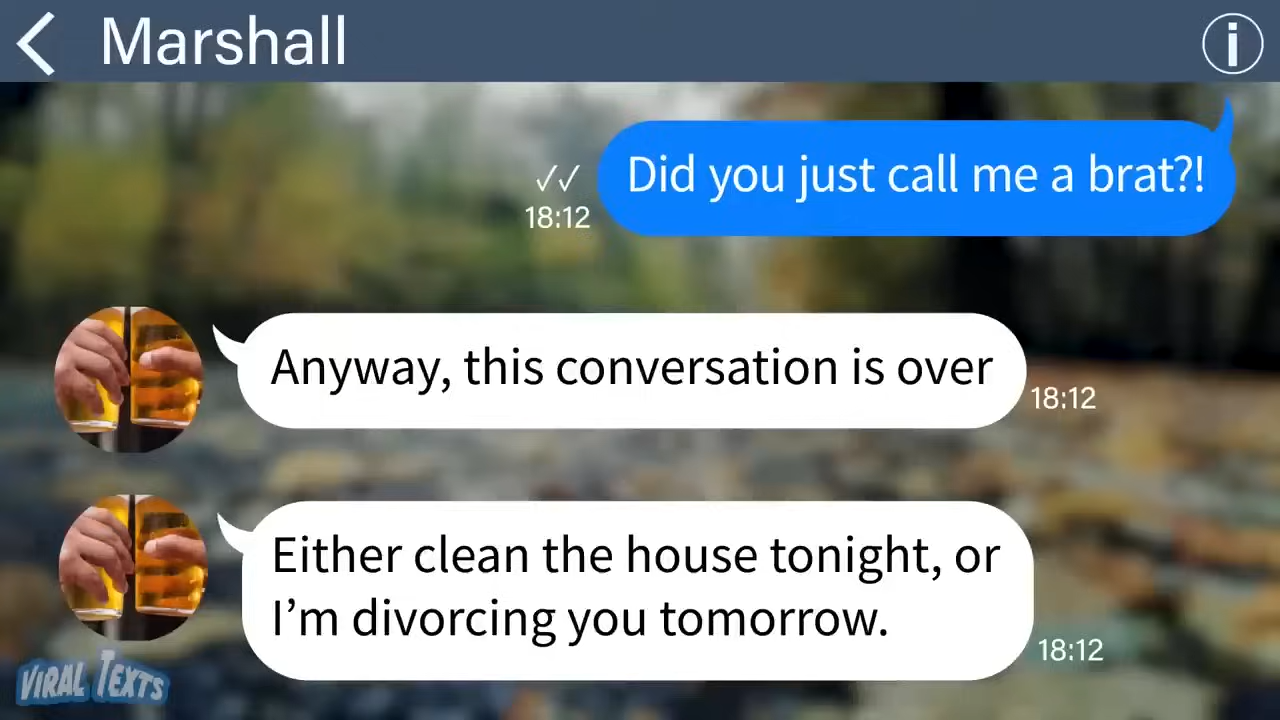 Marshall
Did you just call me a brat?!
✓✓
18:12
Anyway, this conversation is over
18:12
Either clean the house tonight, or
I’m divorcing you tomorrow.
18:12
VIRAL TEXTS